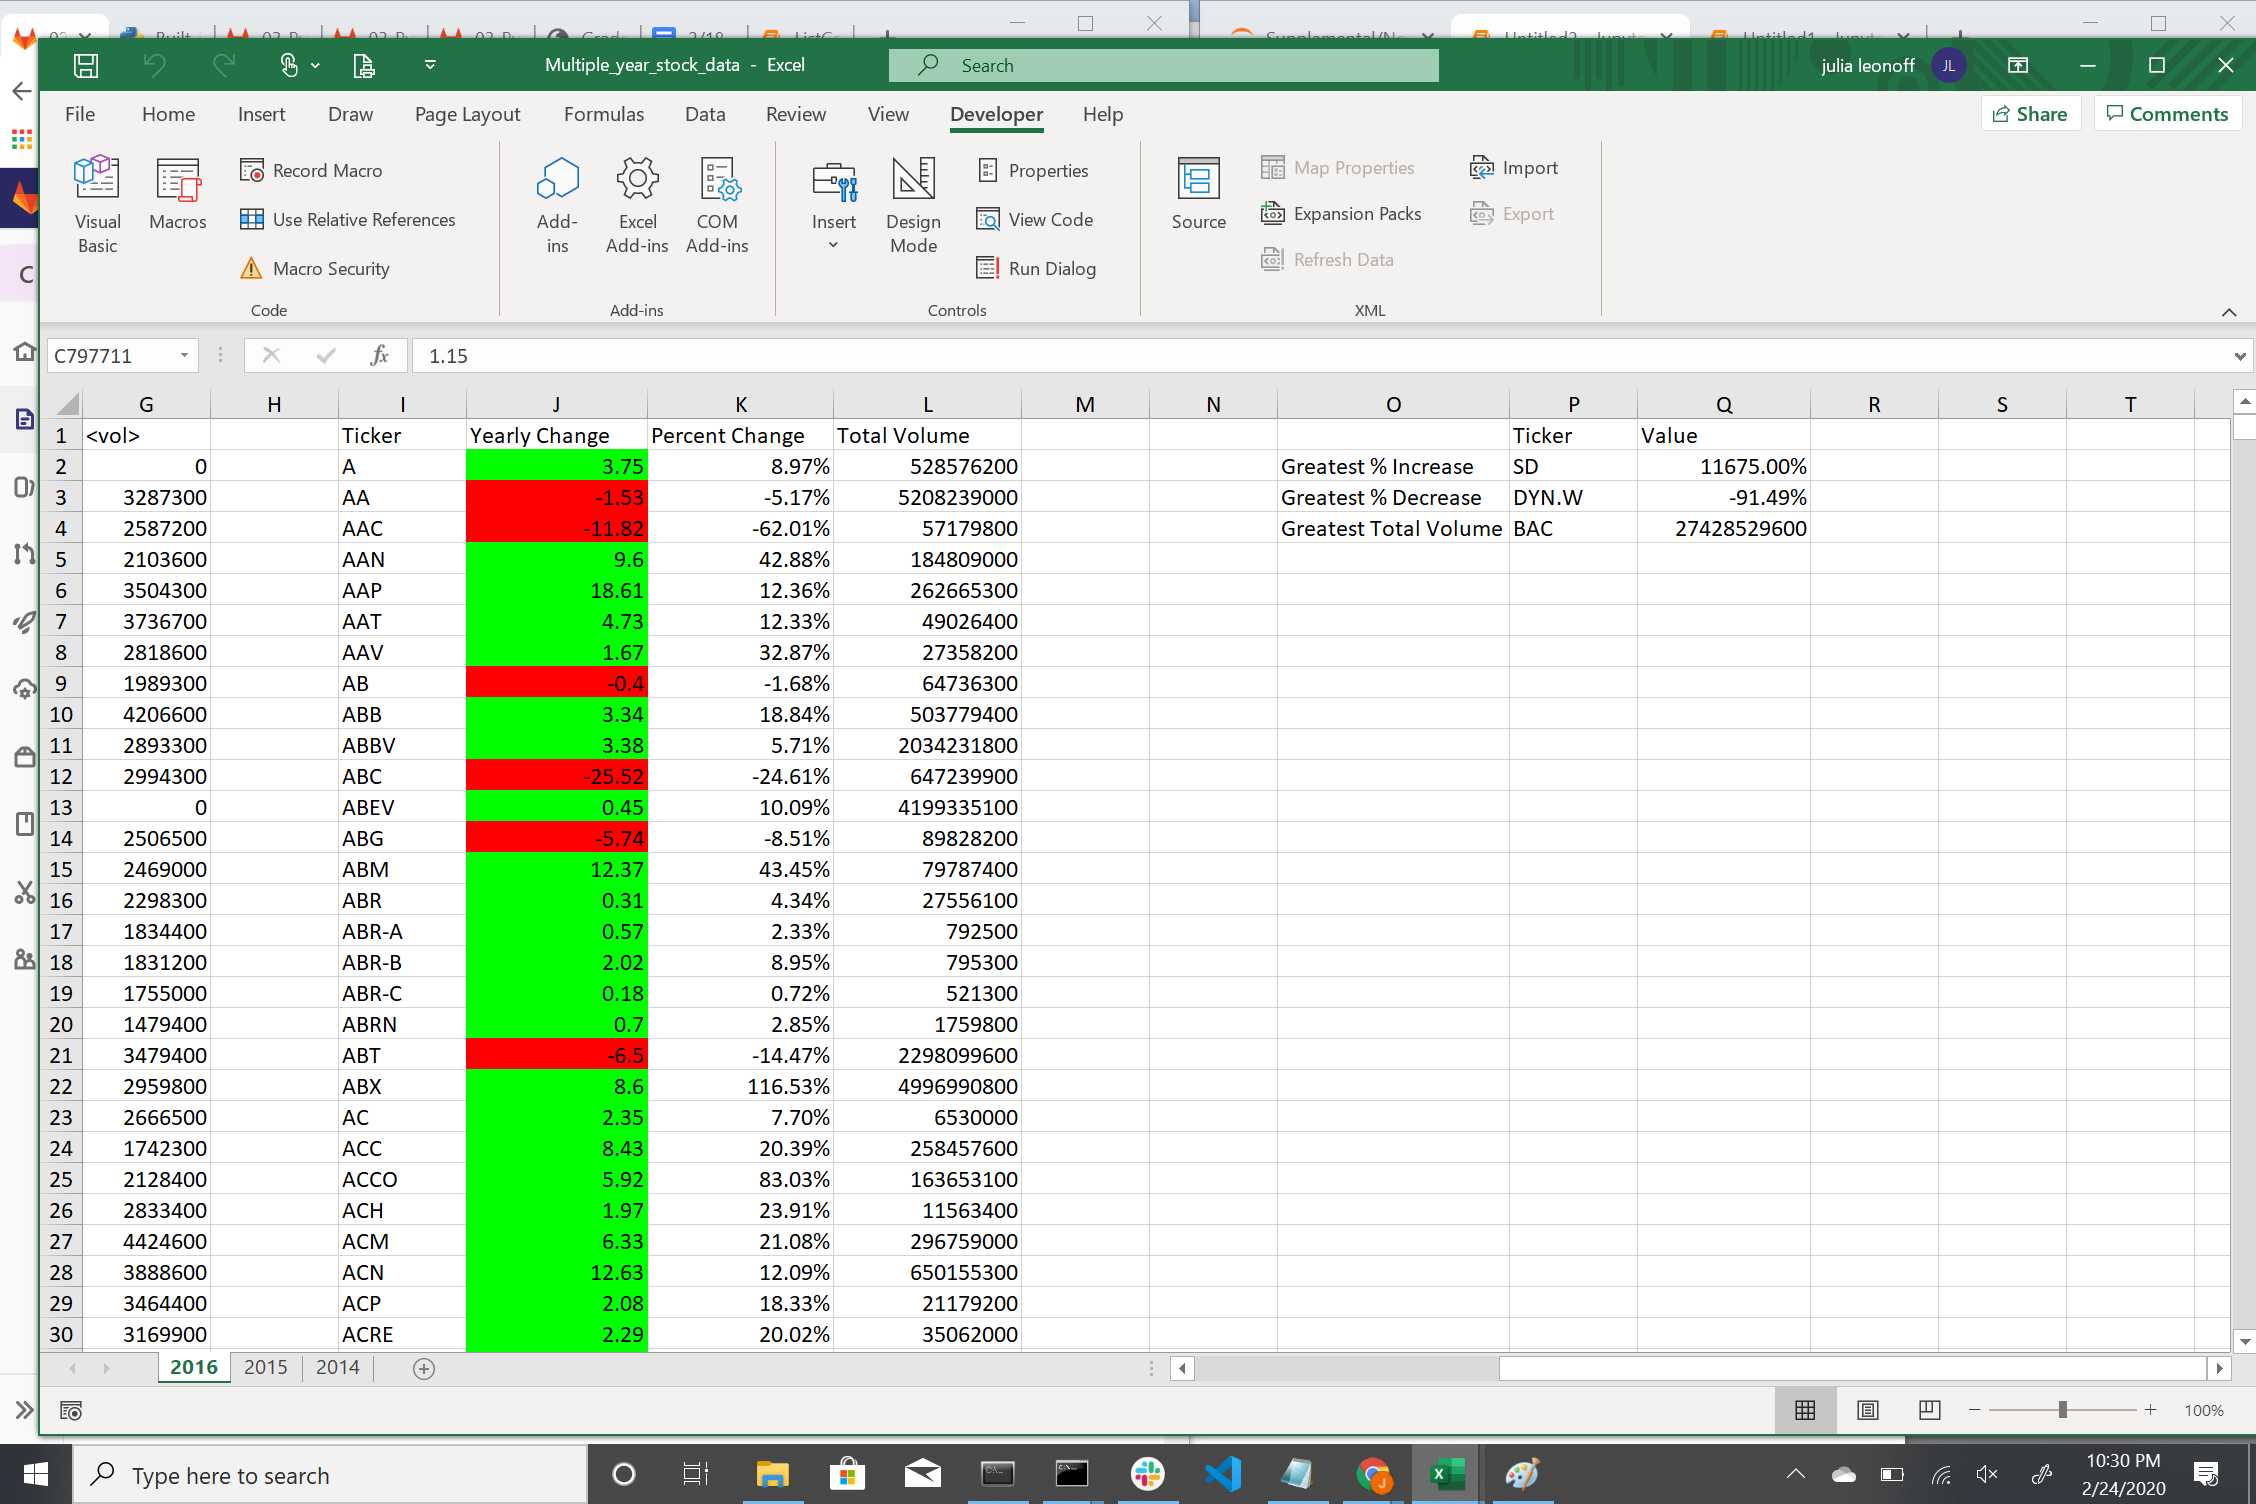 Multiple_year_stock_data - Excel
Search
julia leonoff JL
File Home Insert Draw Page Layout Formulas Data Review View Developer Help
Share Comments
Visual Basic
Macros
Record Macro
Use Relative References
Macro Security
Code
Add-ins
Excel Add-ins
COM Add-ins
Add-ins
Insert
Design Mode
Properties
View Code
Run Dialog
Controls
Source
Map Properties
Expansion Packs
Refresh Data
Import
Export
XML
C797711 fx 1.15
G H I J K L M N O P Q R S T
1 <vol> Ticker Yearly Change Percent Change Total Volume Ticker Value
2 0 A 3.75 8.97% 528576200 Greatest % Increase SD 11675.00%
3 3287300 AA -1.53 -5.17% 5208239000 Greatest % Decrease DYN.W -91.49%
4 2587200 AAC -11.82 -62.01% 57179800 Greatest Total Volume BAC 27428529600
5 2103600 AAN 9.6 42.88% 184809000
6 3504300 AAP 18.61 12.36% 262665300
7 3736700 AAT 4.73 12.33% 49026400
8 2818600 AAV 1.67 32.87% 27358200
9 1989300 AB -0.4 -1.68% 64736300
10 4206600 ABB 3.34 18.84% 503779400
11 2893300 ABBV 3.38 5.71% 2034231800
12 2994300 ABC -25.52 -24.61% 647239900
13 0 ABEV 0.45 10.09% 4199335100
14 2506500 ABG -5.74 -8.51% 89828200
15 2469000 ABM 12.37 43.45% 79787400
16 2298300 ABR 0.31 4.34% 27556100
17 1834400 ABR-A 0.57 2.33% 792500
18 1831200 ABR-B 2.02 8.95% 795300
19 1755000 ABR-C 0.18 0.72% 521300
20 1479400 ABRN 0.7 2.85% 1759800
21 3479400 ABT -6.5 -14.47% 2298099600
22 2959800 ABX 8.6 116.53% 4996990800
23 2666500 AC 2.35 7.70% 6530000
24 1742300 ACC 8.43 20.39% 258457600
25 2128400 ACCO 5.92 83.03% 163653100
26 2833400 ACH 1.97 23.91% 11563400
27 4424600 ACM 6.33 21.08% 296759000
28 3888600 ACN 12.63 12.09% 650155300
29 3464400 ACP 2.08 18.33% 21179200
30 3169900 ACRE 2.29 20.02% 35062000
2016 2015 2014
100%
Type here to search
10:30 PM
2/24/2020